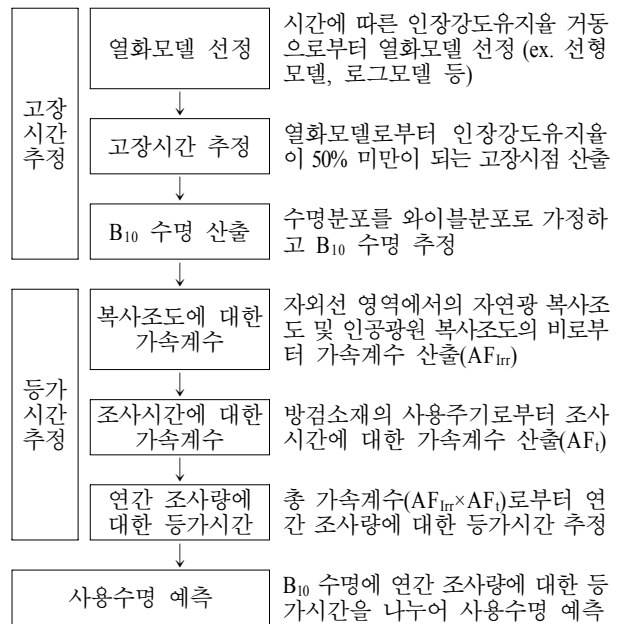 고장
시간
추정
열화모델 선정
시간에 따른 인장강도유지율 거동
으로부터 열화모델 선정 (ex. 선형
모델, 로그모델 등)
↓
고장시간 추정
열화모델로부터 인장강도유지율
이 50% 미만이 되는 고장시점 산출
↓
B10 수명 산출
수명분포를 와이블분포로 가정하
고 B10 수명 추정
↓
등가
시간
추정
복사조도에 대한
가속계수
자외선 영역에서의 자연광 복사조
도 및 인공광원 복사조도의 비로부
터 가속계수 산출(AFIrr)
↓
조사시간에 대한
가속계수
방검소재의 사용주기로부터 조사
시간에 대한 가속계수 산출(AFt)
↓
연간 조사량에
대한 등가시간
총 가속계수(AFIrr×AFt)로부터 연
간 조사량에 대한 등가시간 추정
↓
사용수명 예측
B10 수명에 연간 조사량에 대한 등
가시간을 나누어 사용수명 예측